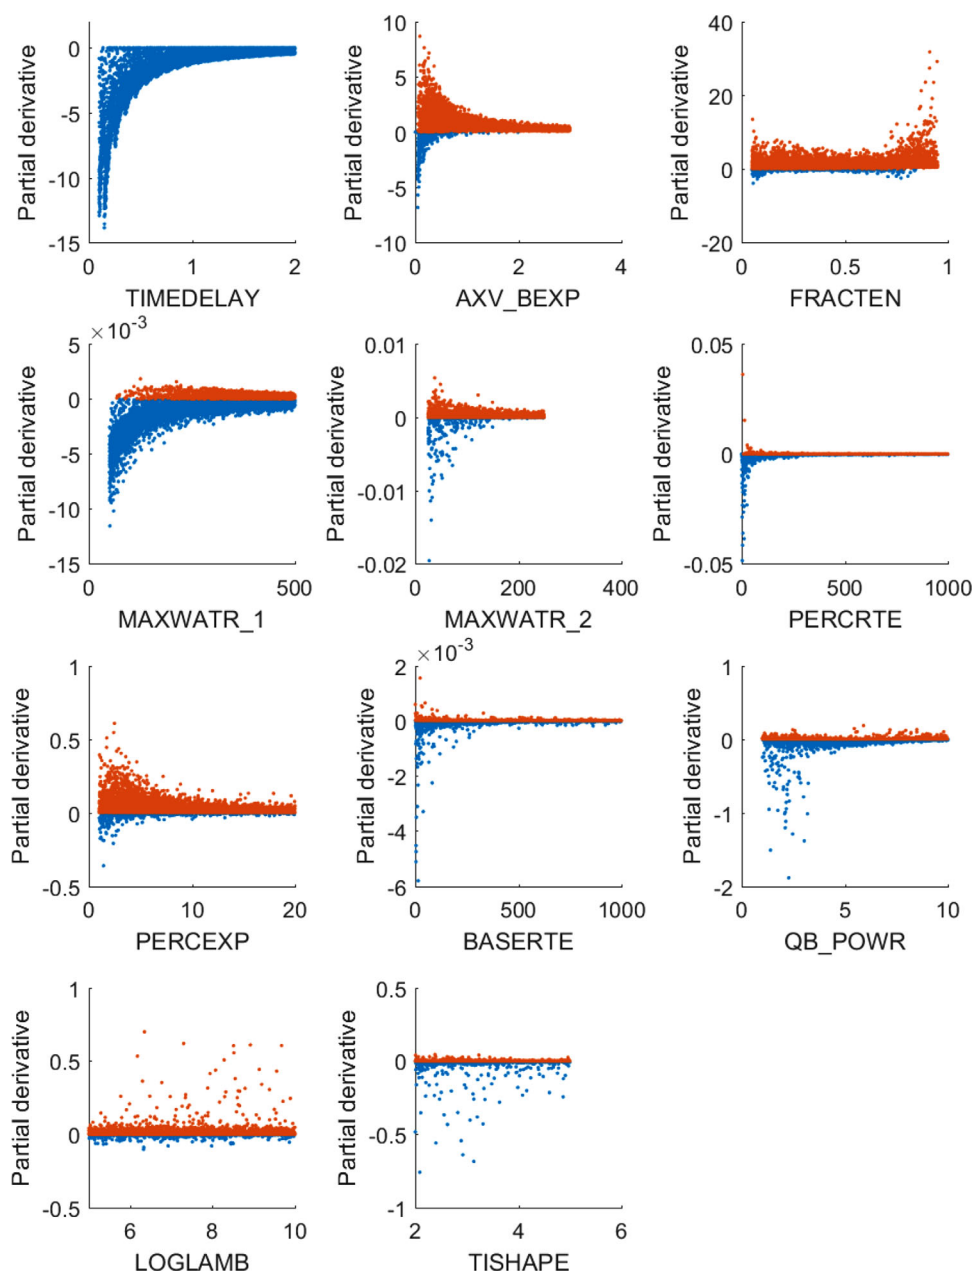 0
-5
-10
-15
0 1 2
Partial derivative
TIMEDELAY
10
5
0
-5
-10
0 2 4
Partial derivative
AXV_BEXP
40
20
0
-20
0 0.5 1
Partial derivative
FRACTEN
×10-3
5
0
-5
-10
-15
0 500
Partial derivative
MAXWATR_1
0.01
0
-0.01
-0.02
0 200 400
Partial derivative
MAXWATR_2
0.05
0
-0.05
0 500 1000
Partial derivative
PERCRTE
1
0.5
0
-0.5
0 10 20
Partial derivative
PERCEXP
×10-3
2
0
-2
-4
-6
0 500 1000
Partial derivative
BASERTE
1
0
-1
-2
0 5 10
Partial derivative
QB_POWR
1
0.5
0
-0.5
6 8 10
Partial derivative
LOGLAMB
0.5
0
-0.5
-1
2 4 6
Partial derivative
TISHAPE